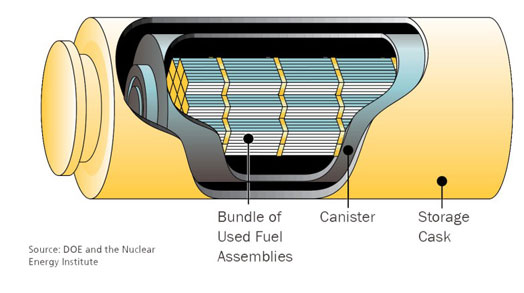 Bundle of
Used Fuel
Assemblies
Canister
Storage
Cask
Source: DOE and the Nuclear
Energy Institute